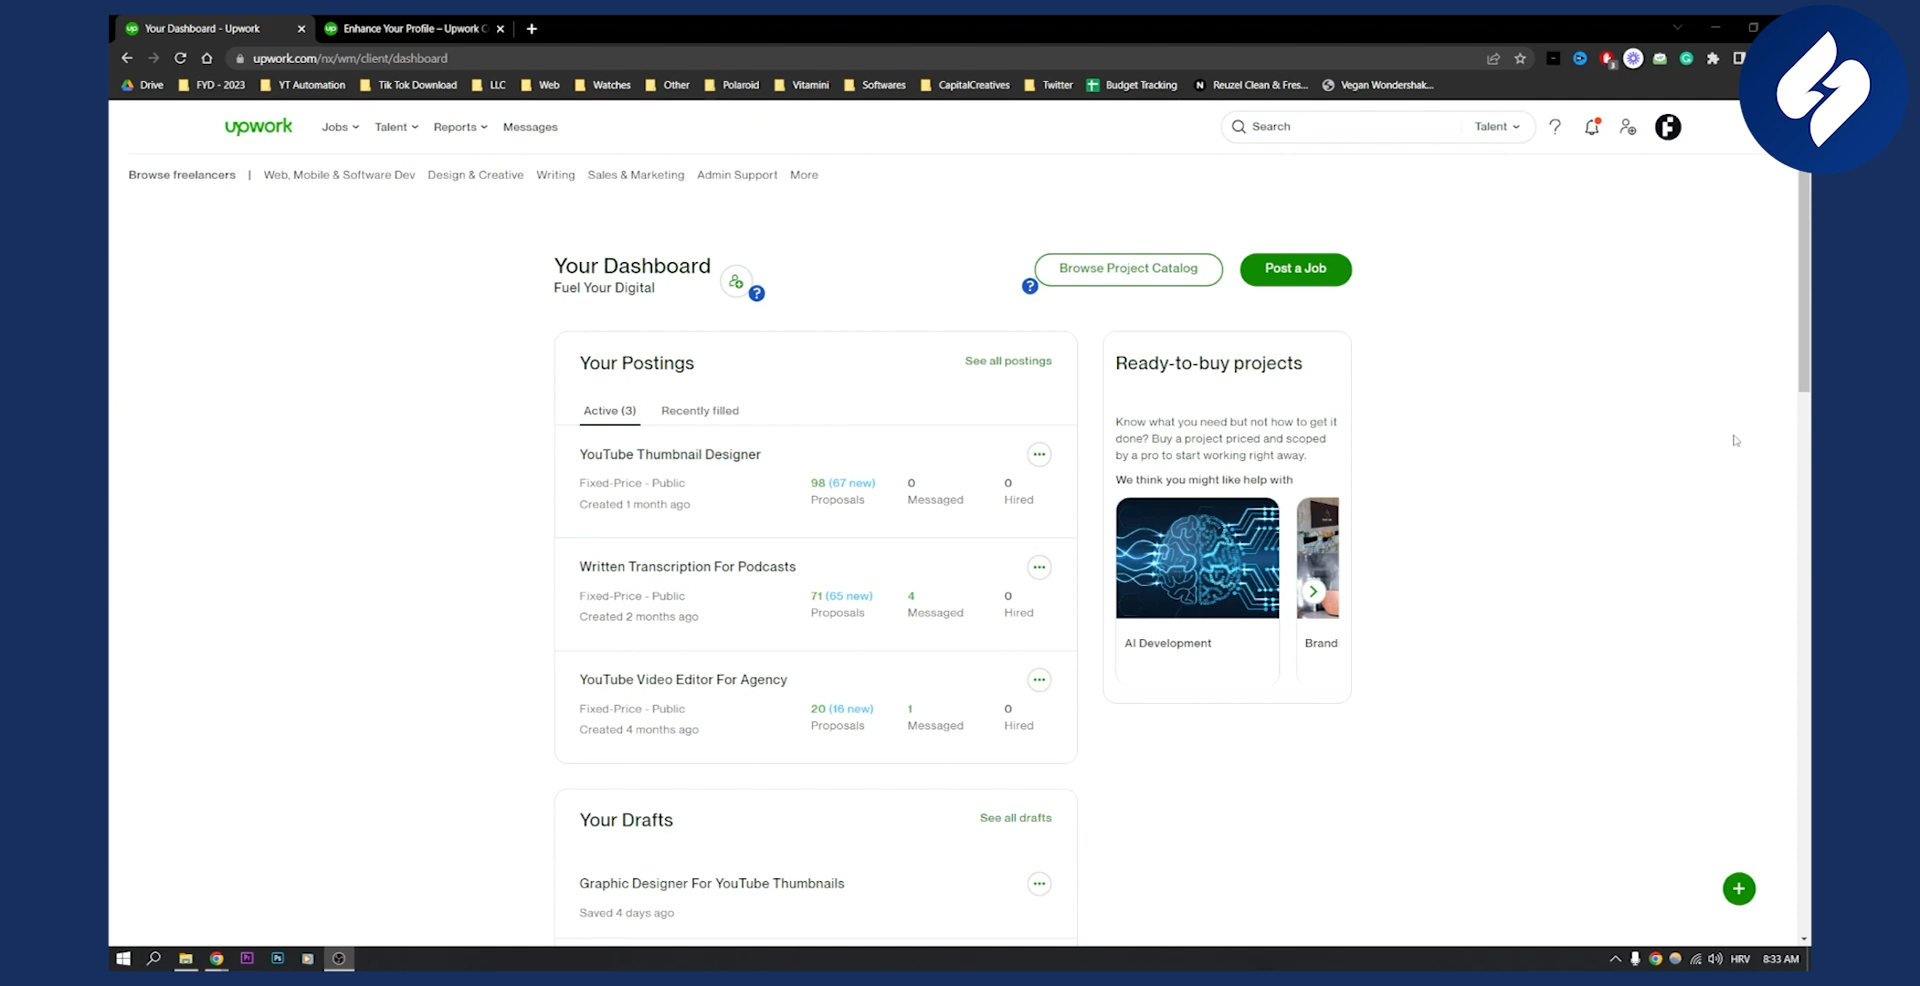 Your Dashboard - Upwork
Enhance Your Profile – Upwork C
upwork.com/nx/wm/client/dashboard
Drive FYD - 2023 YT Automation Tik Tok Download LLC Web Watches Other Polaroid Vitamini Softwares CapitalCreatives Twitter Budget Tracking Reuzel Clean & Fres... Vegan Wondershak...
upwork Jobs Talent Reports Messages Search Talent
Browse freelancers | Web, Mobile & Software Dev Design & Creative Writing Sales & Marketing Admin Support More
Your Dashboard
Fuel Your Digital
Browse Project Catalog
Post a Job
Your Postings
See all postings
Active (3) Recently filled
YouTube Thumbnail Designer
Fixed-Price - Public
Created 1 month ago
98 (67 new)
Proposals
0
Messaged
0
Hired
Written Transcription For Podcasts
Fixed-Price - Public
Created 2 months ago
71 (65 new)
Proposals
4
Messaged
0
Hired
YouTube Video Editor For Agency
Fixed-Price - Public
Created 4 months ago
20 (16 new)
Proposals
1
Messaged
0
Hired
Your Drafts
See all drafts
Graphic Designer For YouTube Thumbnails
Saved 4 days ago
Ready-to-buy projects
Know what you need but not how to get it
done? Buy a project priced and scoped
by a pro to start working right away.
We think you might like help with
AI Development
Brand
HRV 8:33 AM